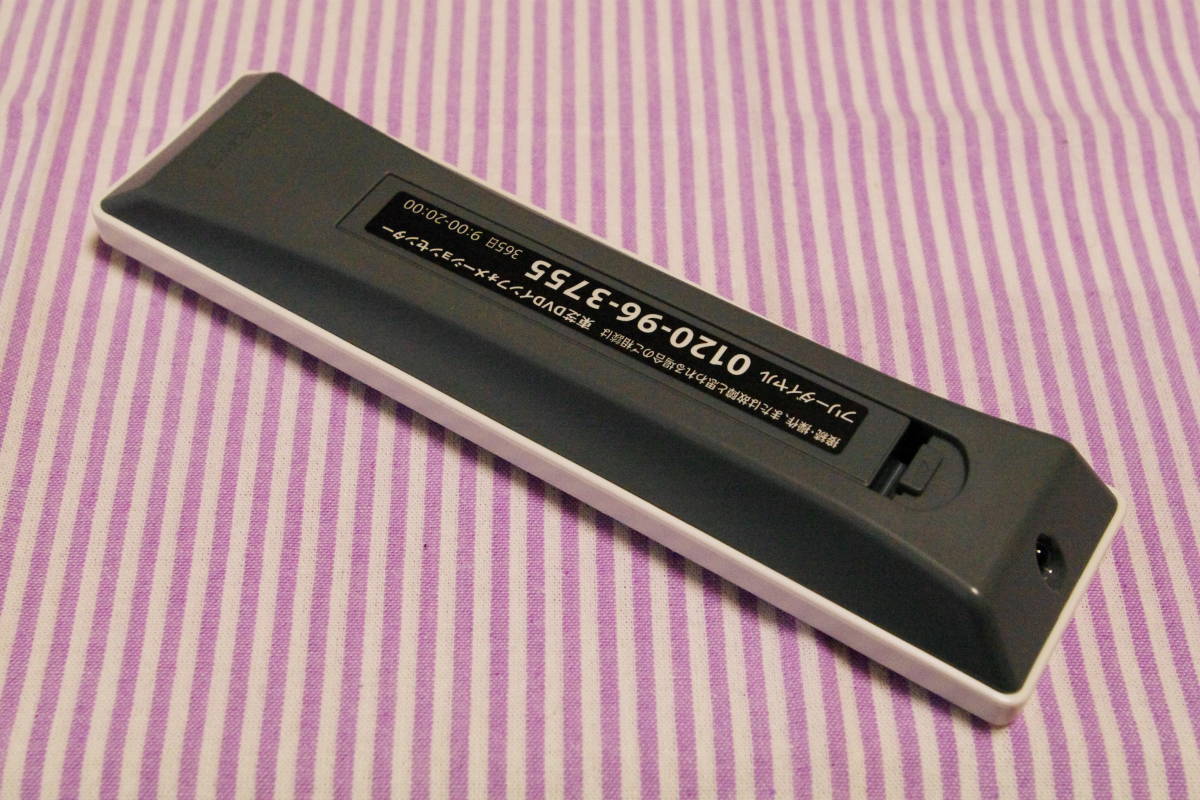 接続・操作、または故障と思われる場合のご相談は 東芝DVDインフォメーションセンター
フリーダイヤル 0120-96-3755 365日 9:00-20:00